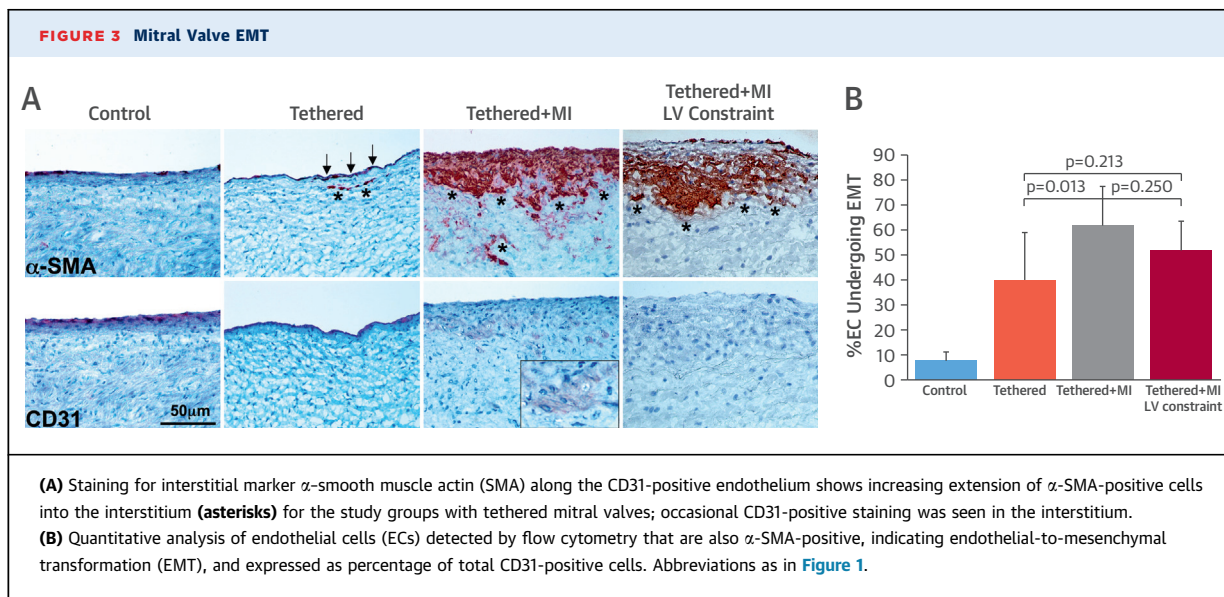 FIGURE 3 Mitral Valve EMT
A
Control
Tethered
Tethered+MI
Tethered+MI
LV Constraint
* *
* * * * *
*
* * * *
*
α-SMA
CD31
50µm
B
%EC Undergoing EMT
90
80
70
60
50
40
30
20
10
0
p=0.213
p=0.013
p=0.250
Control
Tethered
Tethered+MI
Tethered+MI
LV constraint
(A) Staining for interstitial marker α-smooth muscle actin (SMA) along the CD31-positive endothelium shows increasing extension of α-SMA-positive cells
into the interstitium (asterisks) for the study groups with tethered mitral valves; occasional CD31-positive staining was seen in the interstitium.
(B) Quantitative analysis of endothelial cells (ECs) detected by flow cytometry that are also α-SMA-positive, indicating endothelial-to-mesenchymal
transformation (EMT), and expressed as percentage of total CD31-positive cells. Abbreviations as in Figure 1.